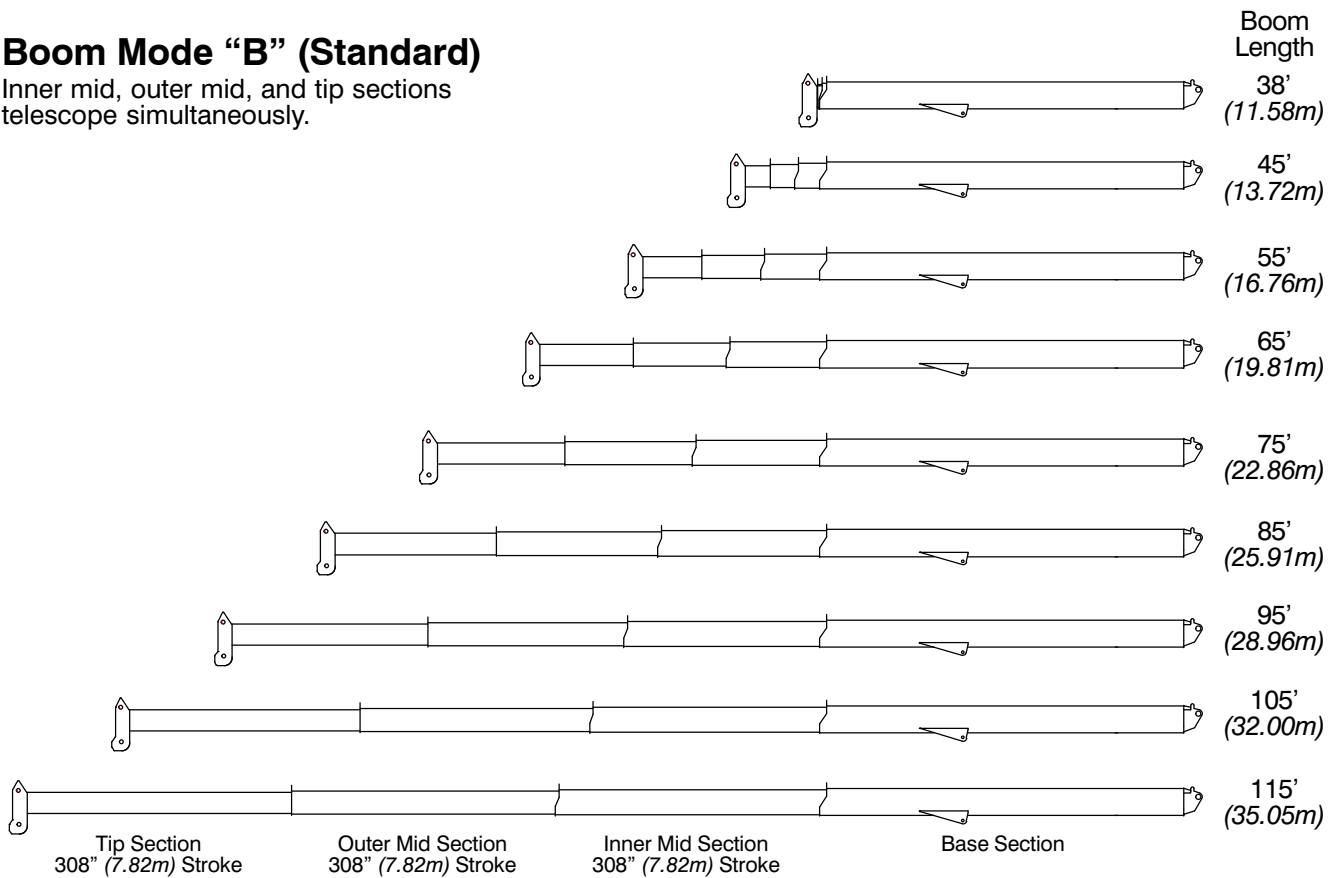 Boom Mode “B” (Standard)
Inner mid, outer mid, and tip sections
telescope simultaneously.
Boom
Length
38’
(11.58m)
45’
(13.72m)
55’
(16.76m)
65’
(19.81m)
75’
(22.86m)
85’
(25.91m)
95’
(28.96m)
105’
(32.00m)
115’
(35.05m)
Tip Section
308” (7.82m) Stroke
Outer Mid Section
308” (7.82m) Stroke
Inner Mid Section
308” (7.82m) Stroke
Base Section